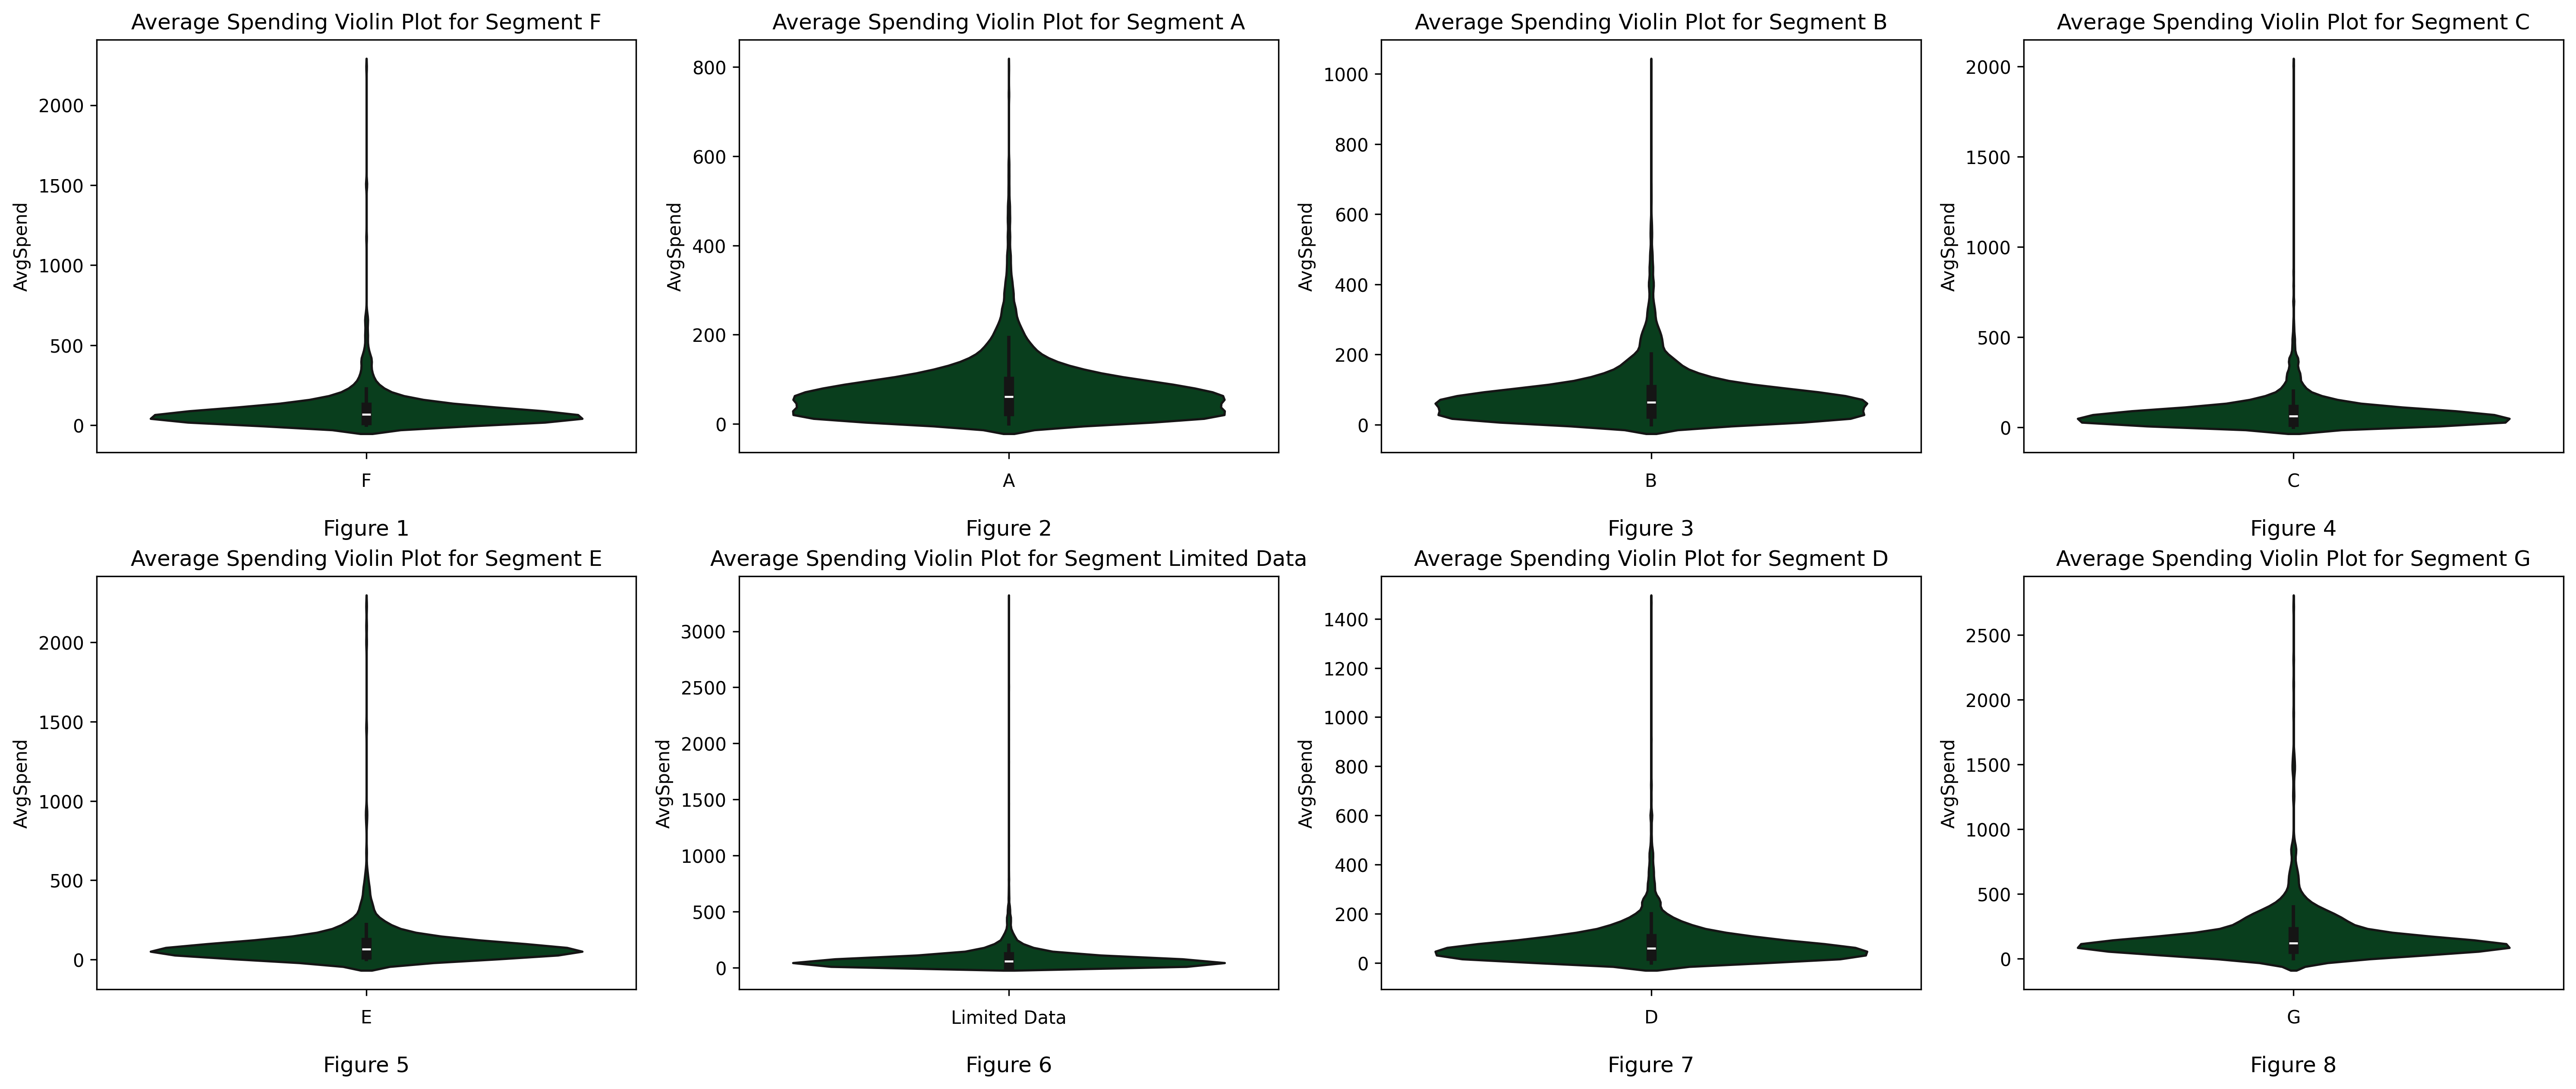 Average Spending Violin Plot for Segment F
2000
1500
1000
500
0
AvgSpend
F
Figure 1
Average Spending Violin Plot for Segment A
800
600
400
200
0
AvgSpend
A
Figure 2
Average Spending Violin Plot for Segment B
1000
800
600
400
200
0
AvgSpend
B
Figure 3
Average Spending Violin Plot for Segment C
2000
1500
1000
500
0
AvgSpend
C
Figure 4
Average Spending Violin Plot for Segment E
2000
1500
1000
500
0
AvgSpend
E
Figure 5
Average Spending Violin Plot for Segment Limited Data
3000
2500
2000
1500
1000
500
0
AvgSpend
Limited Data
Figure 6
Average Spending Violin Plot for Segment D
1400
1200
1000
800
600
400
200
0
AvgSpend
D
Figure 7
Average Spending Violin Plot for Segment G
2500
2000
1500
1000
500
0
AvgSpend
G
Figure 8